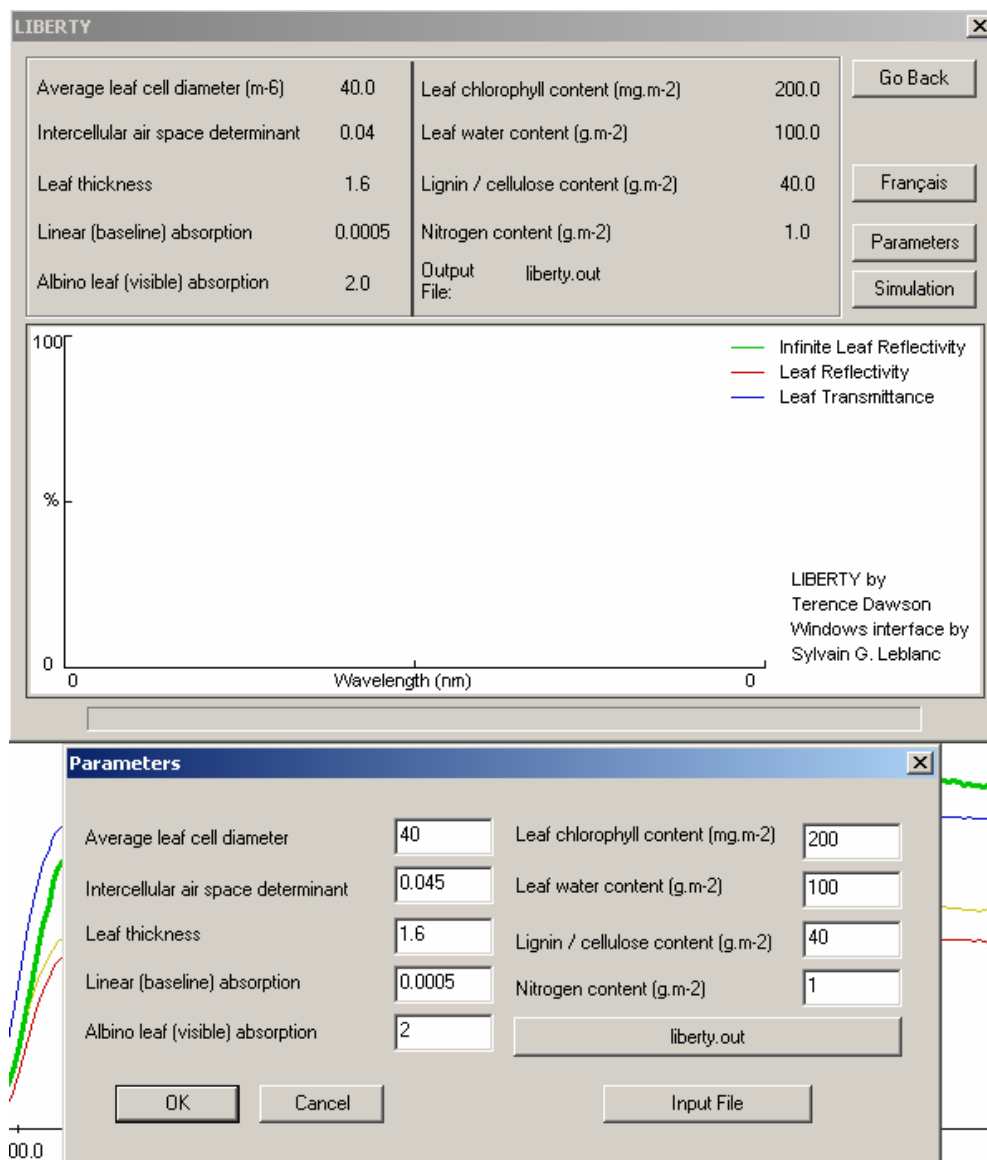 LIBERTY
Average leaf cell diameter (m-6) 40.0
Intercellular air space determinant 0.04
Leaf thickness 1.6
Linear (baseline) absorption 0.0005
Albino leaf (visible) absorption 2.0
Leaf chlorophyll content (mg.m-2) 200.0
Leaf water content (g.m-2) 100.0
Lignin / cellulose content (g.m-2) 40.0
Nitrogen content (g.m-2) 1.0
Output
File: liberty.out
Go Back
Français
Parameters
Simulation
100
%
0
0 Wavelength (nm) 0
Infinite Leaf Reflectivity
Leaf Reflectivity
Leaf Transmittance
LIBERTY by
Terence Dawson
Windows interface by
Sylvain G. Leblanc
Parameters
Average leaf cell diameter 40
Intercellular air space determinant 0.045
Leaf thickness 1.6
Linear (baseline) absorption 0.0005
Albino leaf (visible) absorption 2
Leaf chlorophyll content (mg.m-2) 200
Leaf water content (g.m-2) 100
Lignin / cellulose content (g.m-2) 40
Nitrogen content (g.m-2) 1
liberty.out
OK Cancel Input File
00.0